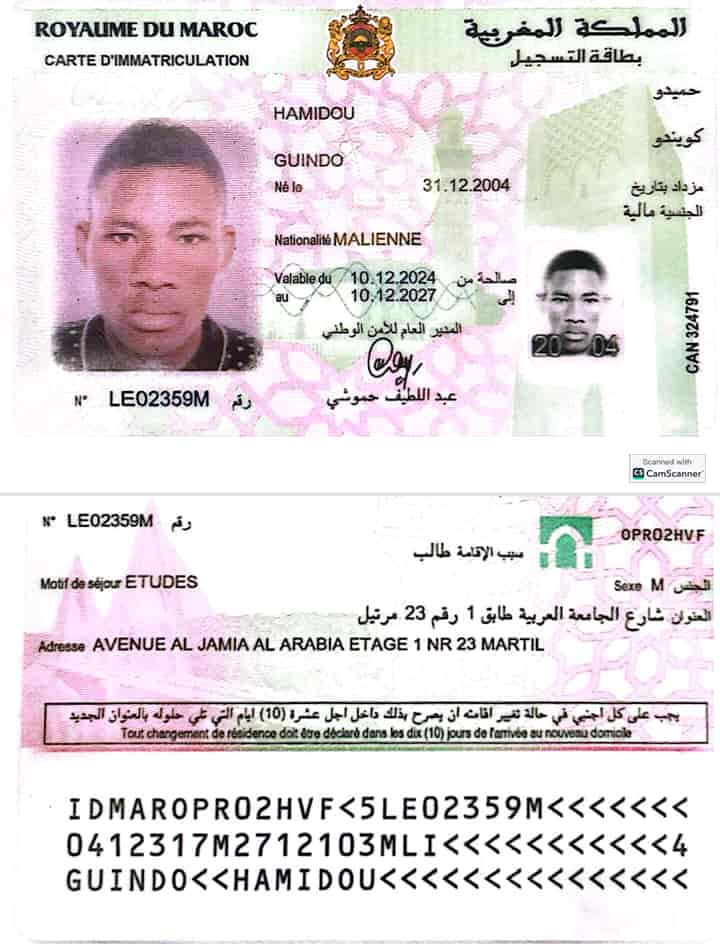 ROYAUME DU MAROC
المملكة المغربية
CARTE D'IMMATRICULATION
بطاقة التسجيل
HAMIDOU
حميدو
GUINDO
كويندو
Né le 31.12.2004 مزداد بتاريخ
الجنسية مالية
Nationalité MALIENNE
Valable du 10.12.2024 صالحة من
au 10.12.2027 إلى
المدير العام للأمن الوطني
عبد اللطيف حموشي
N° LE02359M رقم
20 04
CAN 324791
Scanned with
CS CamScanner
N° LE02359M رقم
0PR02HVF
سبب الإقامة طالب
Motif de séjour ETUDES
Sexe M الجنس
العنوان شارع الجامعة العربية طابق 1 رقم 23 مرتيل
Adresse AVENUE AL JAMIA AL ARABIA ETAGE 1 NR 23 MARTIL
يجب على كل اجنبي في حالة تغيير اقامته ان يصرح بذلك داخل اجل عشرة (10) ايام التي تلي حلوله بالعنوان الجديد
Tout changement de résidence doit être déclaré dans les dix (10) jours de l'arrivée au nouveau domicile
IDMAR0PR02HVF<5LE02359M<<<<<<<
0412317M2712103MLI<<<<<<<<<<<4
GUINDO<<HAMIDOU<<<<<<<<<<<<<<<